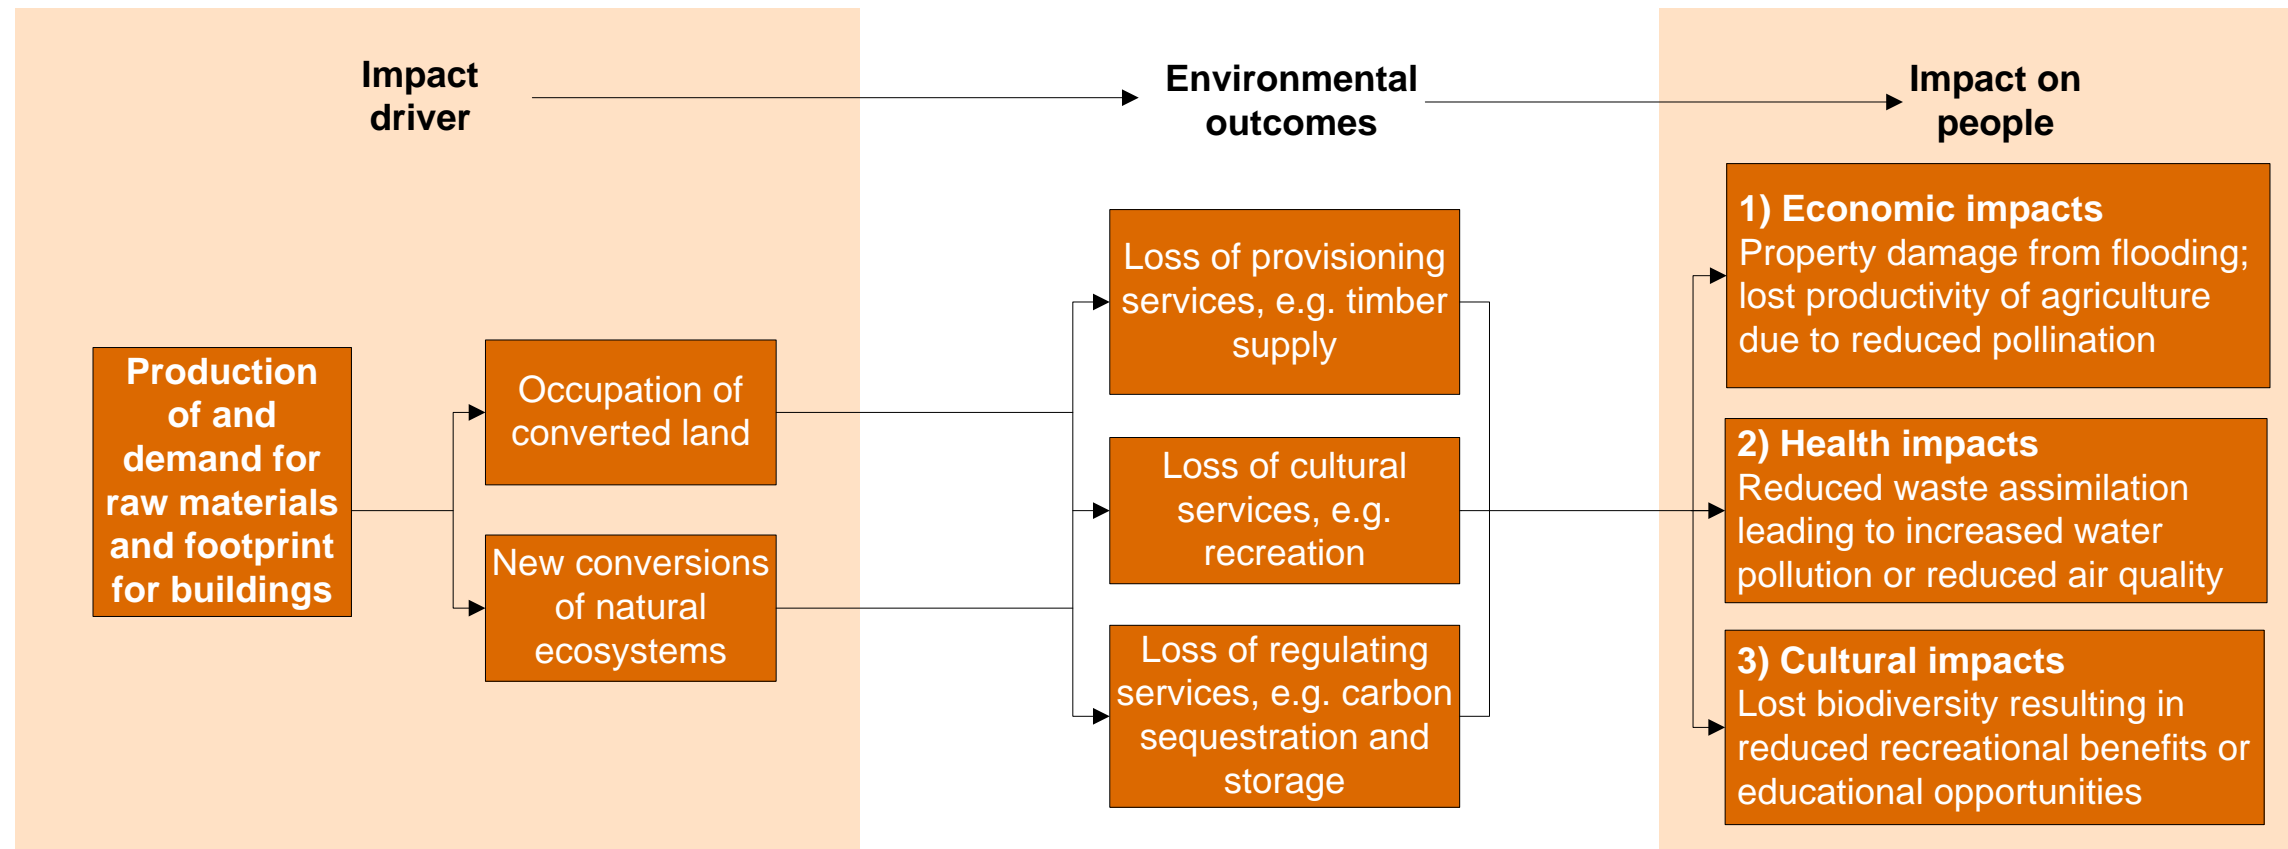 Impact
driver
Environmental
outcomes
Impact on
people
Production
of and
demand for
raw materials
and footprint
for buildings
Occupation of
converted land
New conversions
of natural
ecosystems
Loss of provisioning
services, e.g. timber
supply
Loss of cultural
services, e.g.
recreation
Loss of regulating
services, e.g. carbon
sequestration and
storage
1) Economic impacts
Property damage from flooding;
lost productivity of agriculture
due to reduced pollination
2) Health impacts
Reduced waste assimilation
leading to increased water
pollution or reduced air quality
3) Cultural impacts
Lost biodiversity resulting in
reduced recreational benefits or
educational opportunities